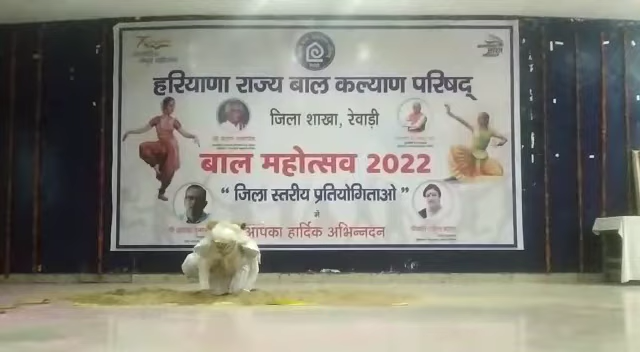 हरियाणा राज्य बाल कल्याण परिषद्
जिला शाखा, रेवाड़ी
बाल महोत्सव 2022
“ जिला स्तरीय प्रतियोगिताओ ”
में
आपका हार्दिक अभिनन्दन